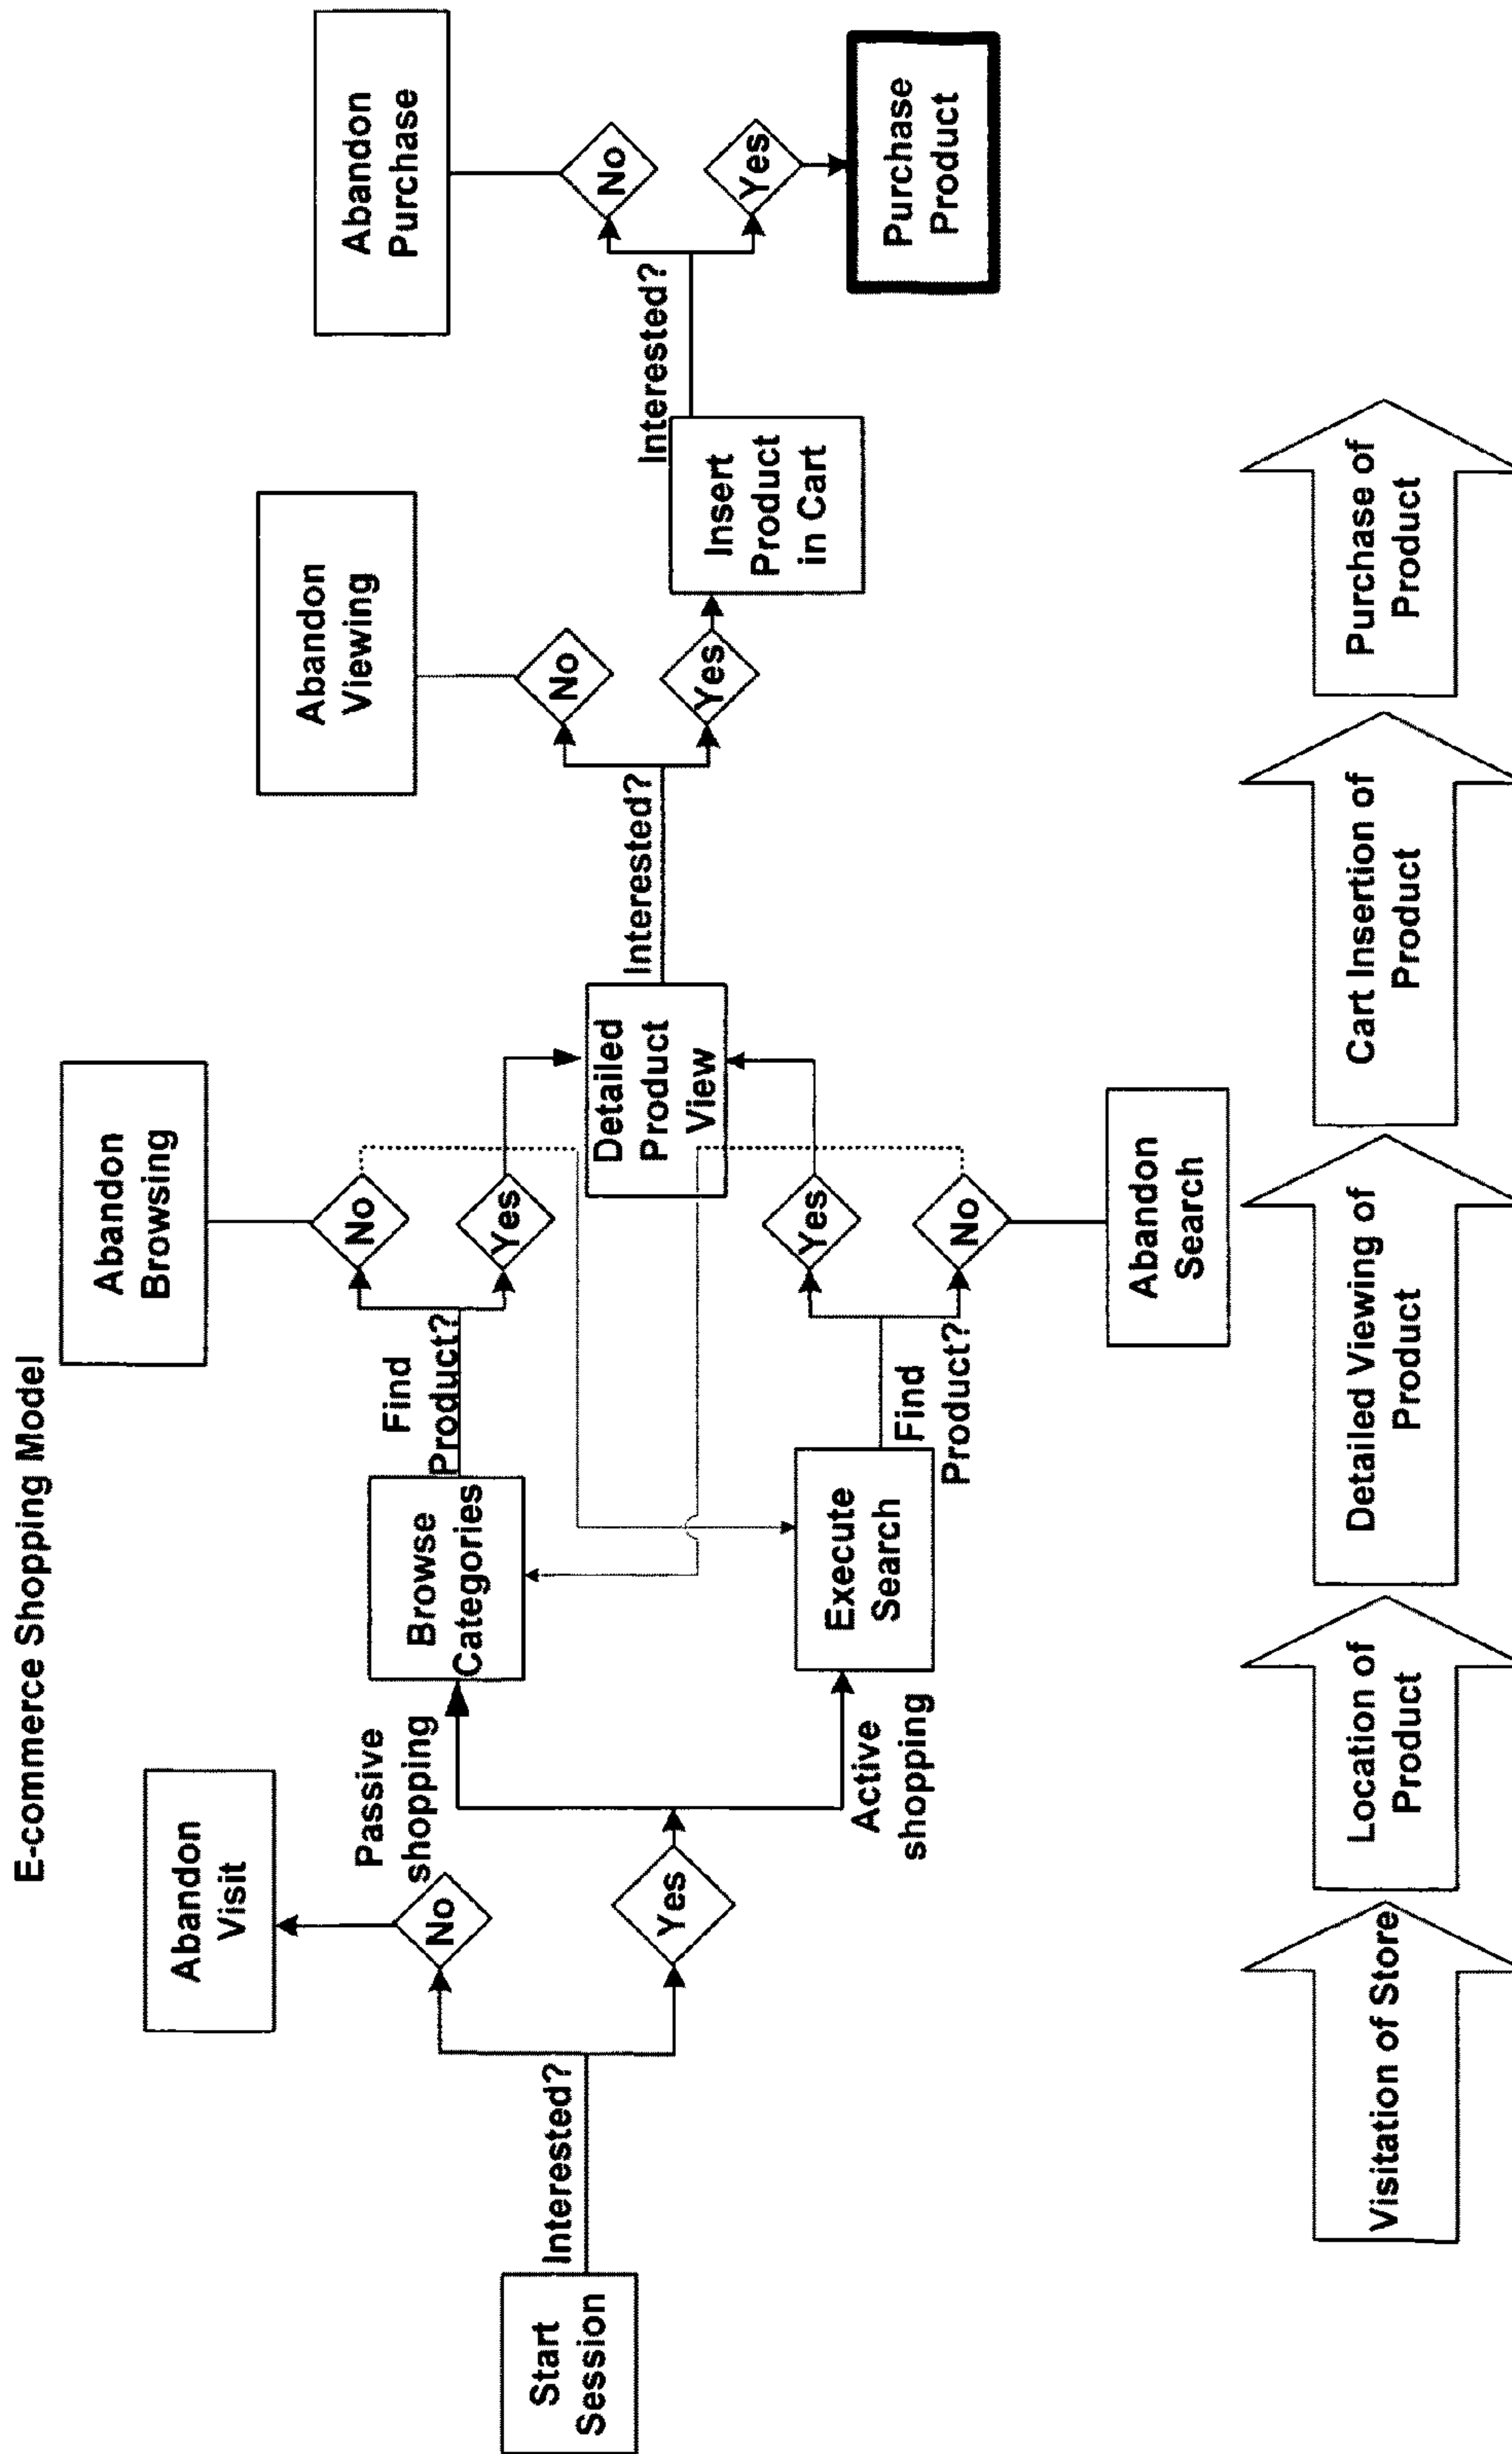 E-commerce Shopping Model
Start
Session
Interested?
No
Abandon
Visit
Yes
Passive
shopping
Active
shopping
Browse
Categories
Find
Product?
No
Abandon
Browsing
Yes
Execute
Search
Find
Product?
Yes
No
Abandon
Search
Detailed
Product
View
Interested?
No
Abandon
Viewing
Yes
Insert
Product
in Cart
Interested?
No
Abandon
Purchase
Yes
Purchase
Product
Visitation of Store
Location of
Product
Detailed Viewing of
Product
Cart Insertion of
Product
Purchase of
Product